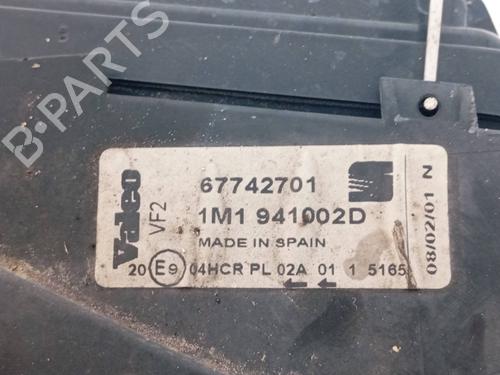 B-PARTS
Valeo
VF2
67742701
1M1 941002D
MADE IN SPAIN
20 E9 04HCR PL 02A 01 1 5165
08/02/01 N